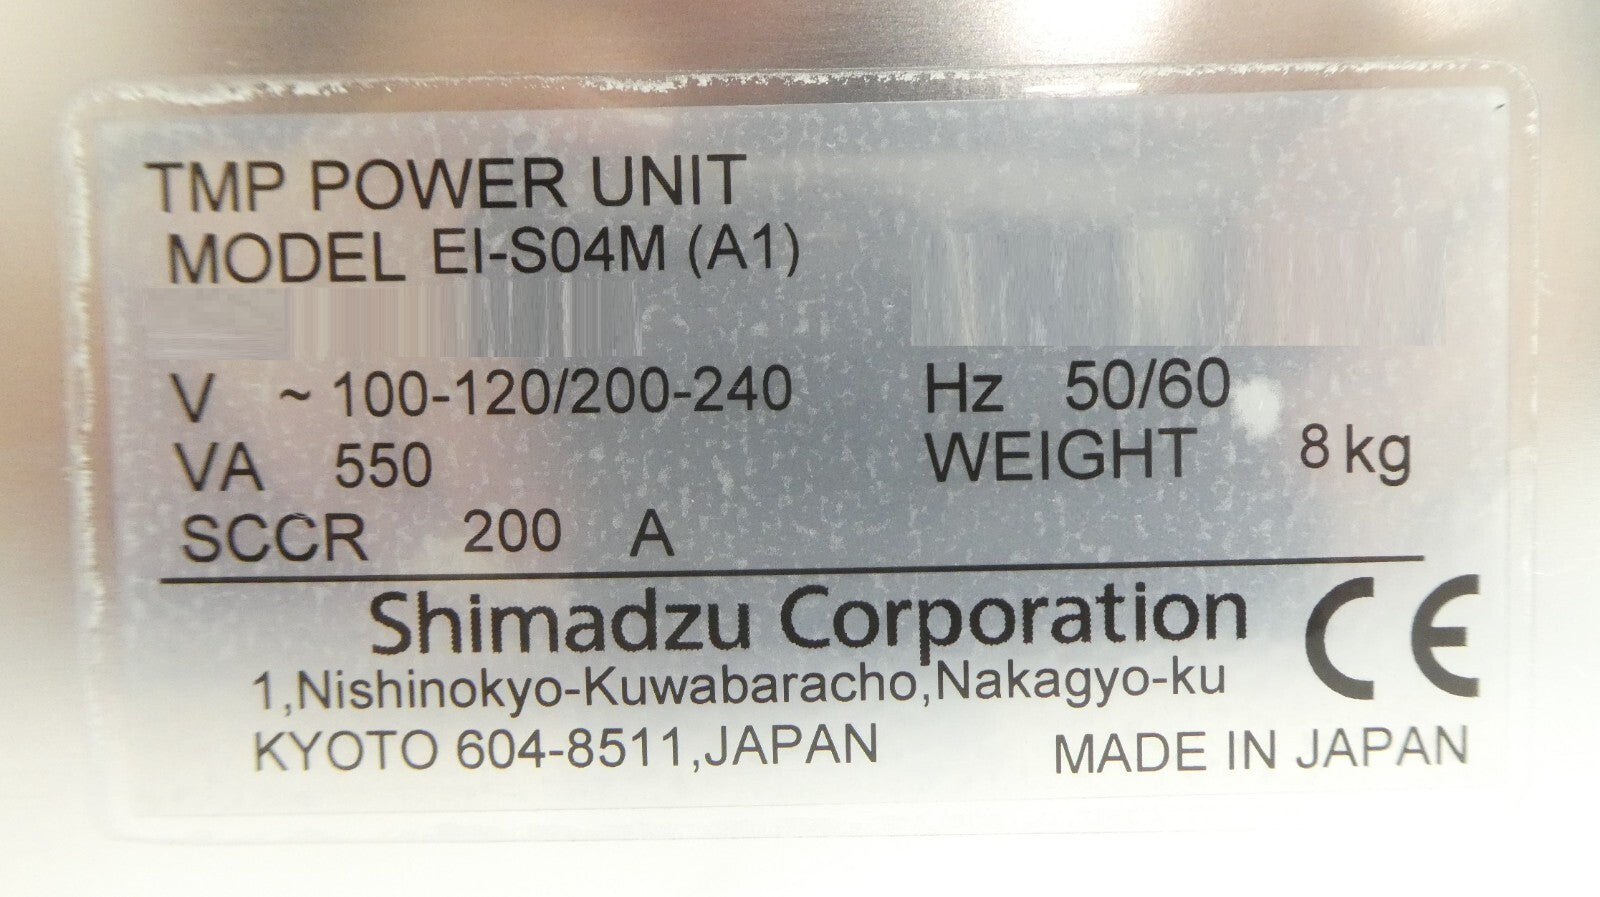 TMP POWER UNIT
MODEL EI-S04M (A1)
V ~ 100-120/200-240 Hz 50/60
VA 550 WEIGHT 8 kg
SCCR 200 A
Shimadzu Corporation CE
1,Nishinokyo-Kuwabaracho,Nakagyo-ku
KYOTO 604-8511,JAPAN MADE IN JAPAN